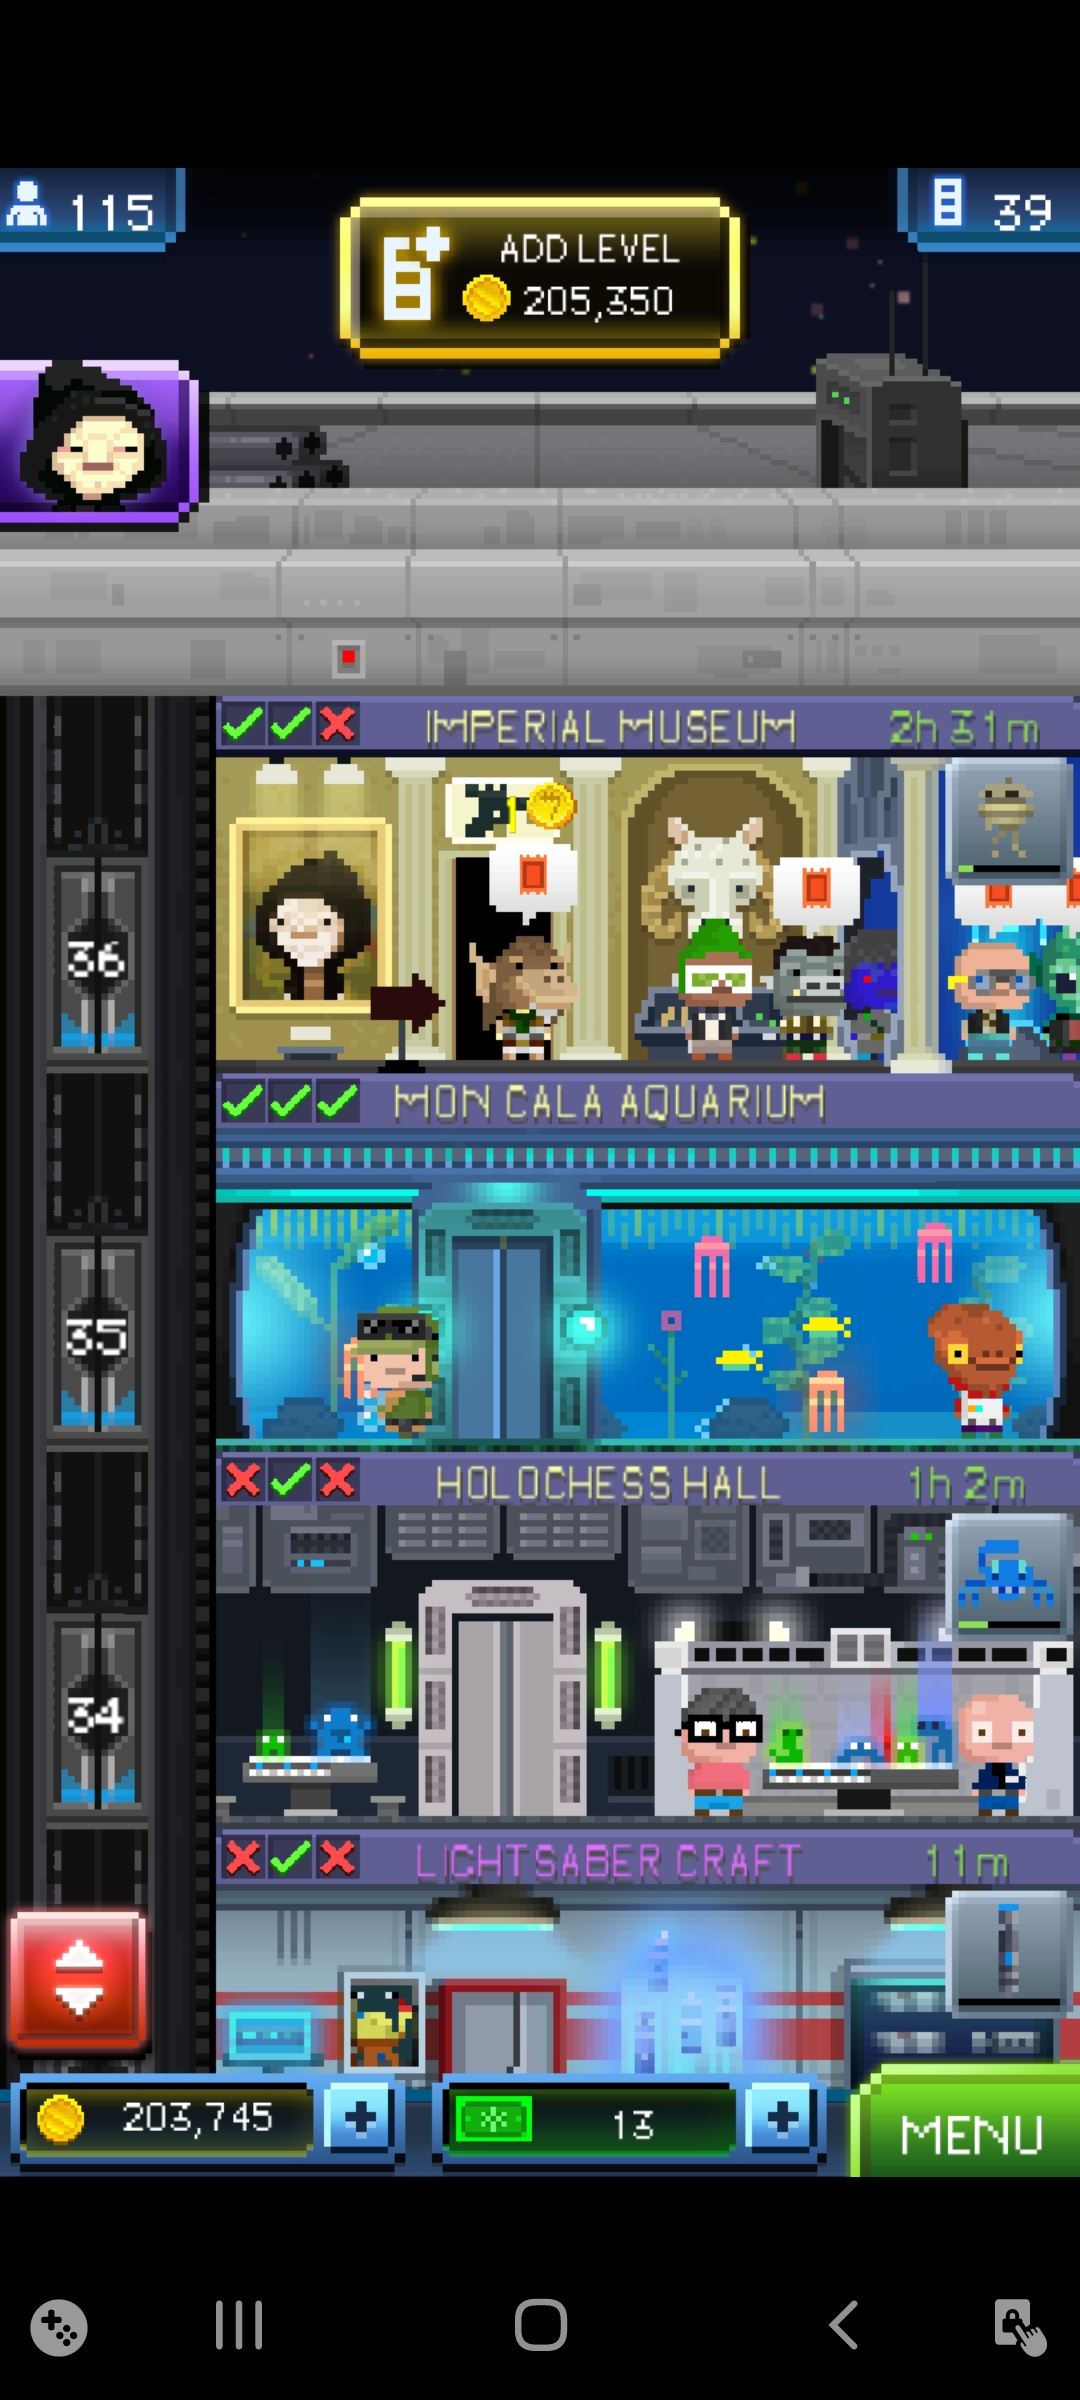 115
39
ADD LEVEL
205,350
IMPERIAL MUSEUM 2h 31m
36
MON CALA AQUARIUM
35
HOLOCHESS HALL 1h 2m
34
LIGHTSABER CRAFT 11m
203,745
13
MENU